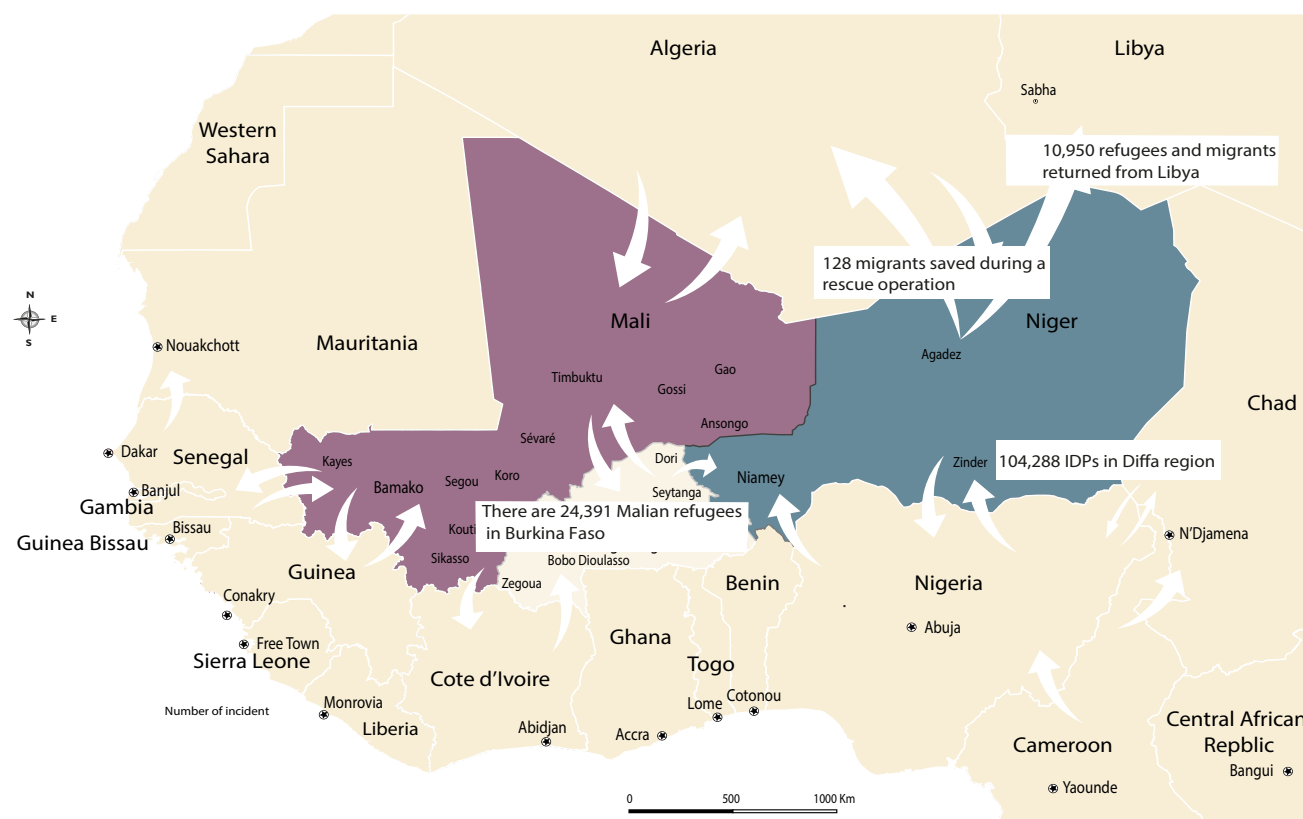 Algeria
Libya
Sabha
Western
Sahara
10,950 refugees and migrants
returned from Libya
128 migrants saved during a
rescue operation
N
E
S
Mali
Niger
Nouakchott
Mauritania
Agadez
Timbuktu
Gao
Gossi
Chad
Ansongo
Sévaré
Dakar
Senegal
Kayes
Dori
Zinder
104,288 IDPs in Diffa region
Koro
Segou
Bamako
Niamey
Banjul
Gambia
Seytanga
There are 24,391 Malian refugees
in Burkina Faso
Bissau
Kouti
Guinea Bissau
N'Djamena
Sikasso
Bobo Dioulasso
Guinea
Zegoua
Benin
Nigeria
Conakry
Abuja
Free Town
Ghana
Sierra Leone
Togo
Cote d'Ivoire
Cotonou
Lome
Monrovia
Number of incident
Liberia
Abidjan
Accra
Central African
Repblic
Cameroon
Bangui
Yaounde
0 500 1000 Km